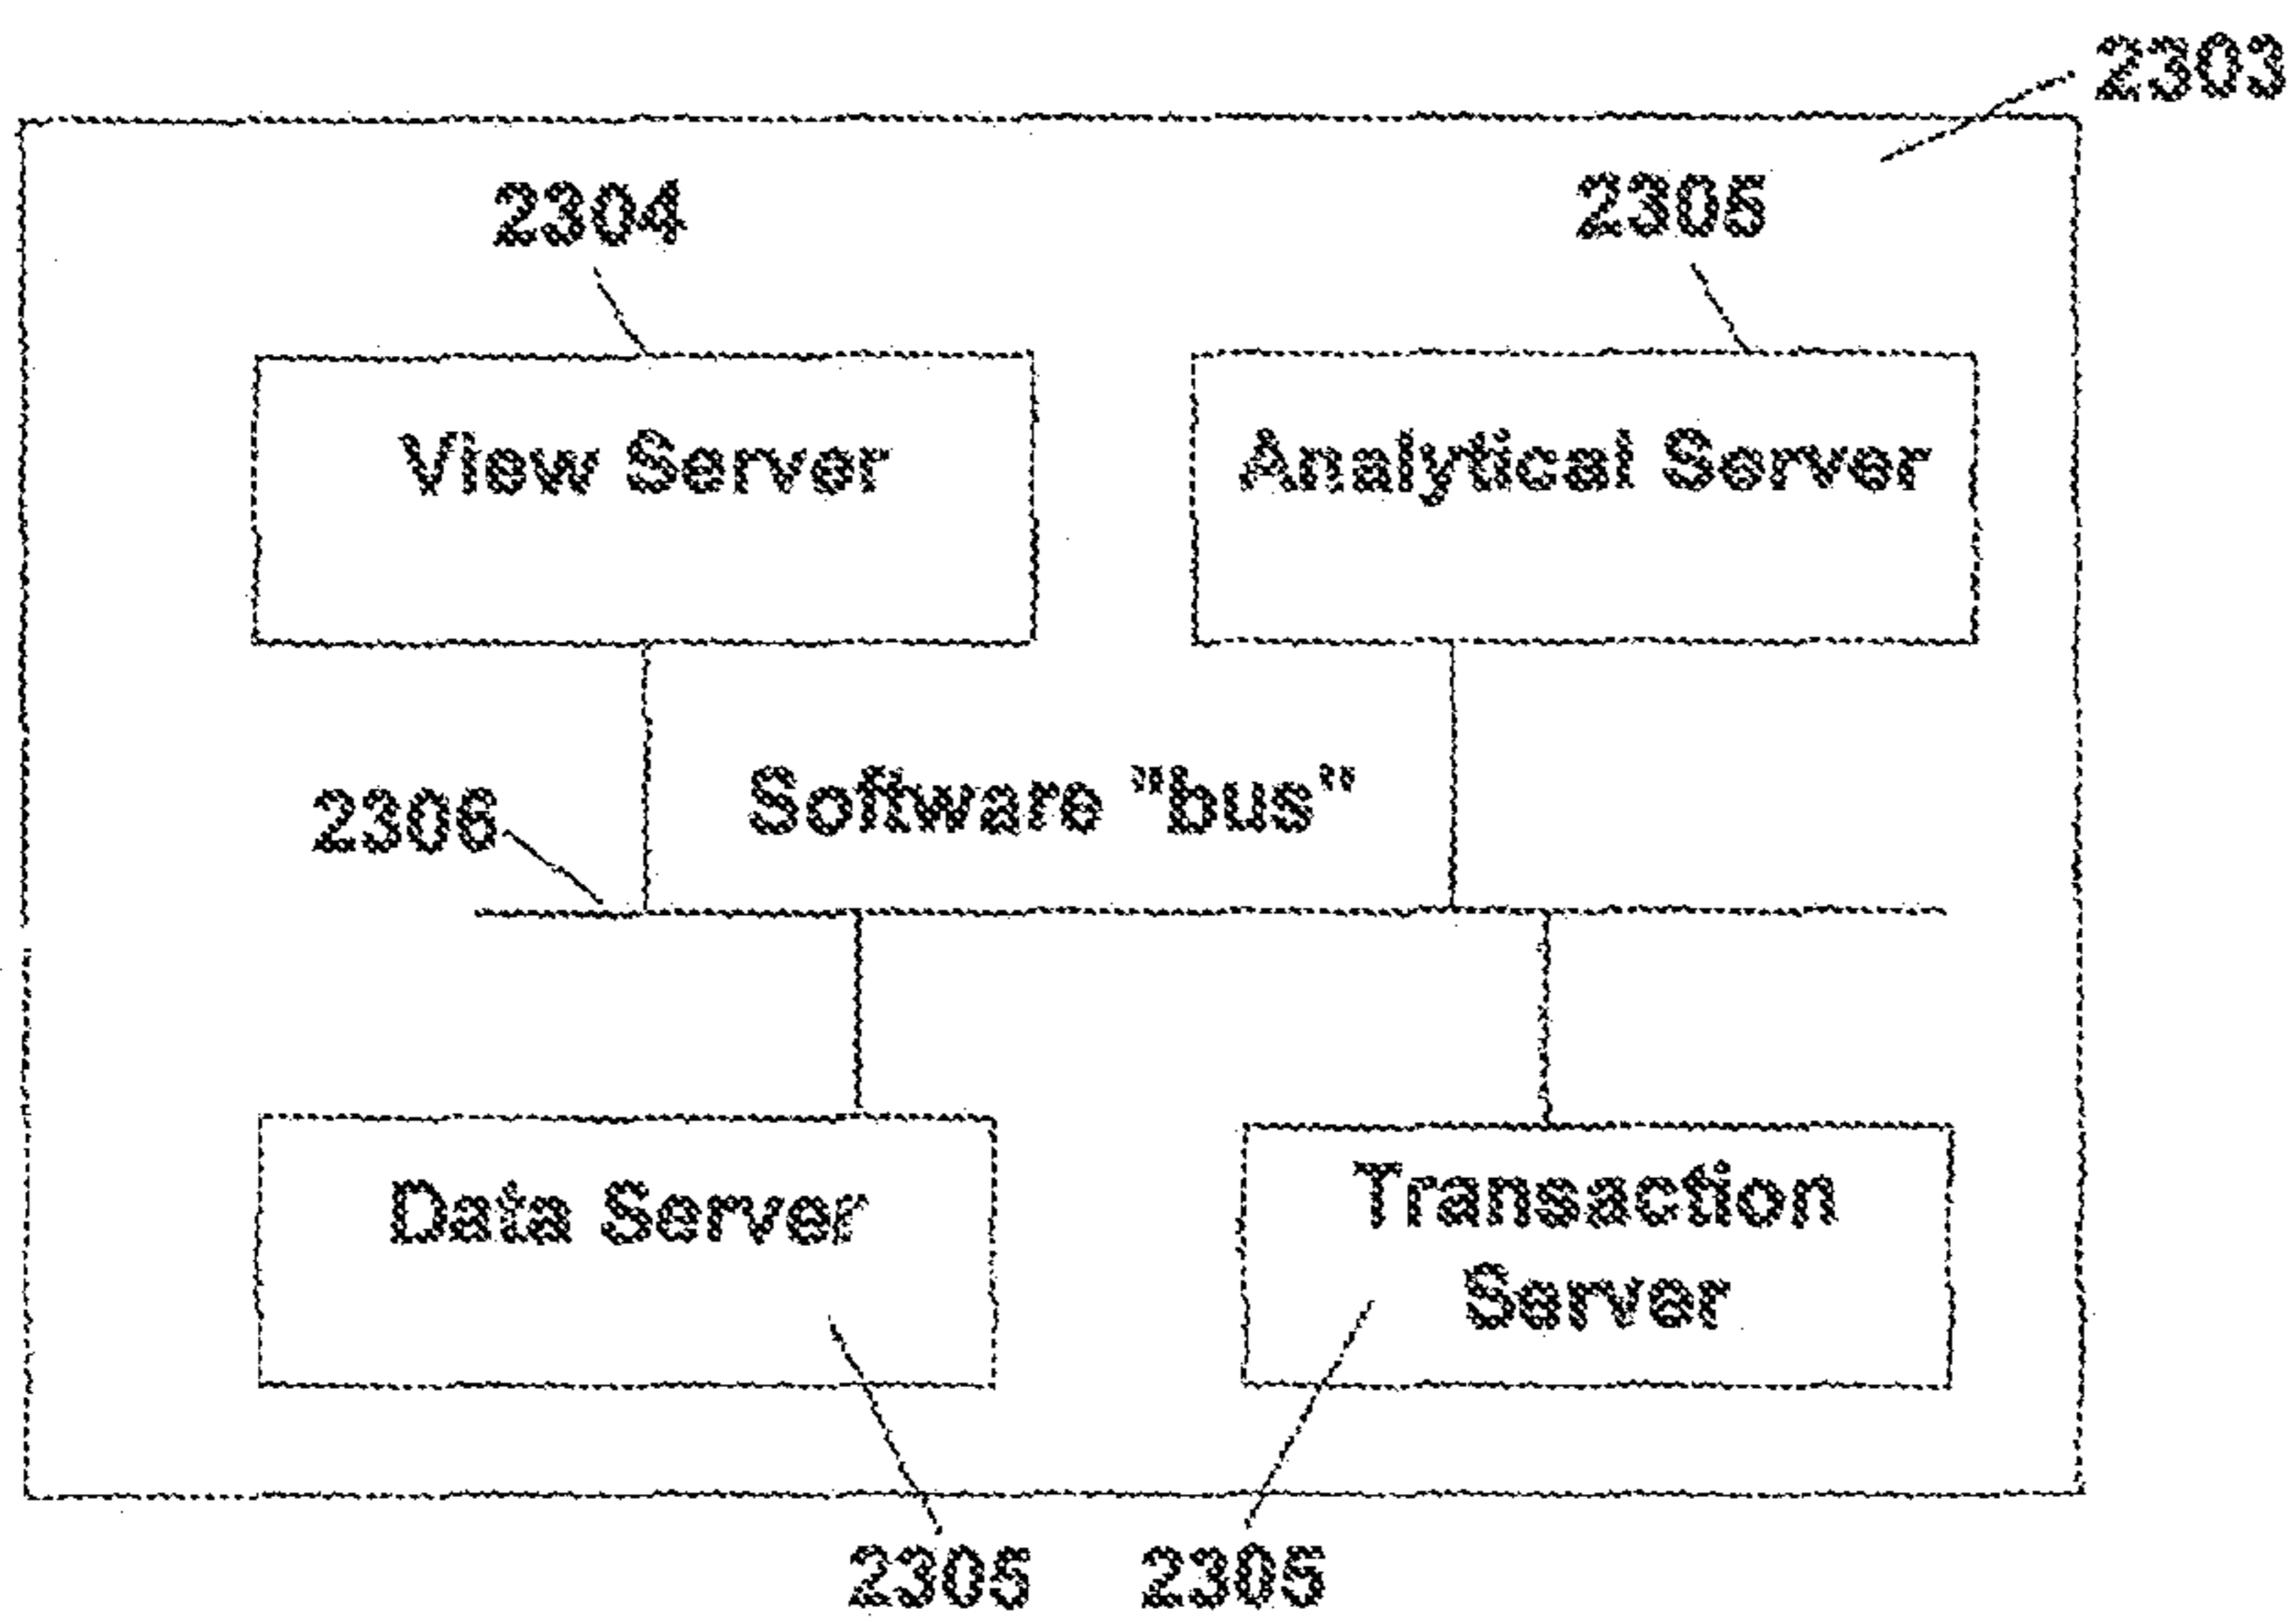 2303
2304
2305
View Server
Analytical Server
Software "bus"
2306
Data Server
Transaction
Server
2305
2305